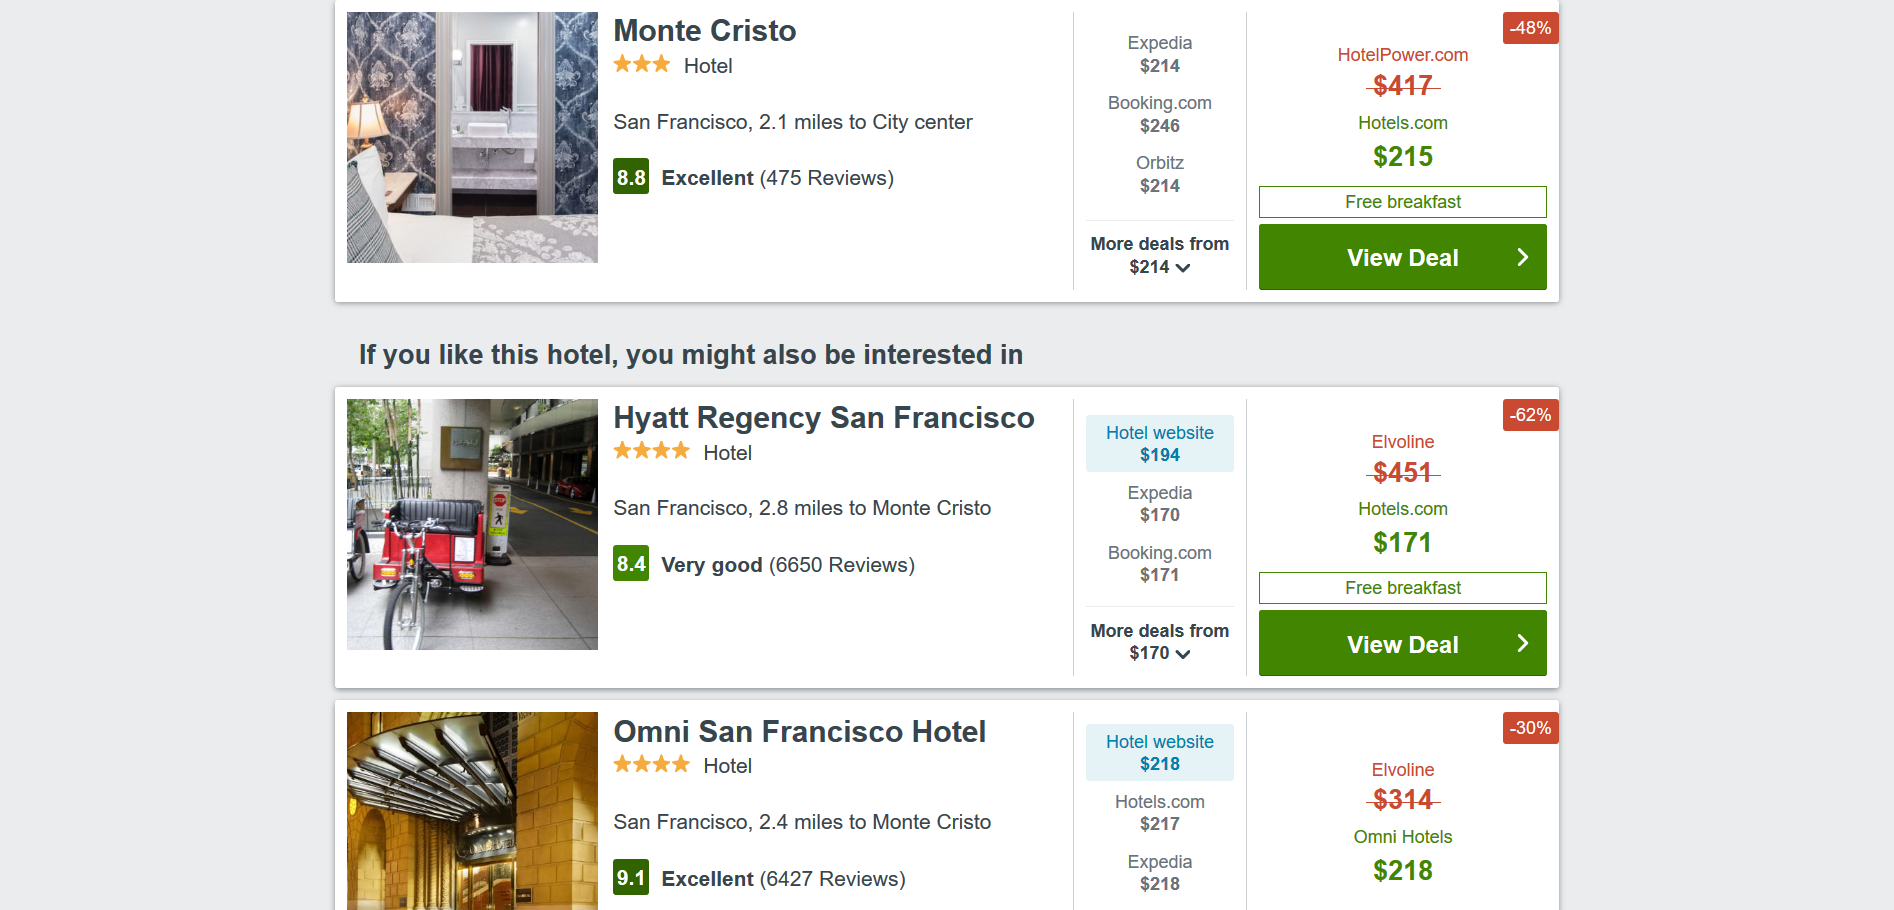 Monte Cristo
Hotel
San Francisco, 2.1 miles to City center
8.8 Excellent (475 Reviews)
Expedia
$214
Booking.com
$246
Orbitz
$214
More deals from
$214
-48%
HotelPower.com
$417
Hotels.com
$215
Free breakfast
View Deal
If you like this hotel, you might also be interested in
Hyatt Regency San Francisco
Hotel
San Francisco, 2.8 miles to Monte Cristo
8.4 Very good (6650 Reviews)
Hotel website
$194
Expedia
$170
Booking.com
$171
More deals from
$170
-62%
Elvoline
$451
Hotels.com
$171
Free breakfast
View Deal
Omni San Francisco Hotel
Hotel
San Francisco, 2.4 miles to Monte Cristo
9.1 Excellent (6427 Reviews)
Hotel website
$218
Hotels.com
$217
Expedia
$218
-30%
Elvoline
$314
Omni Hotels
$218